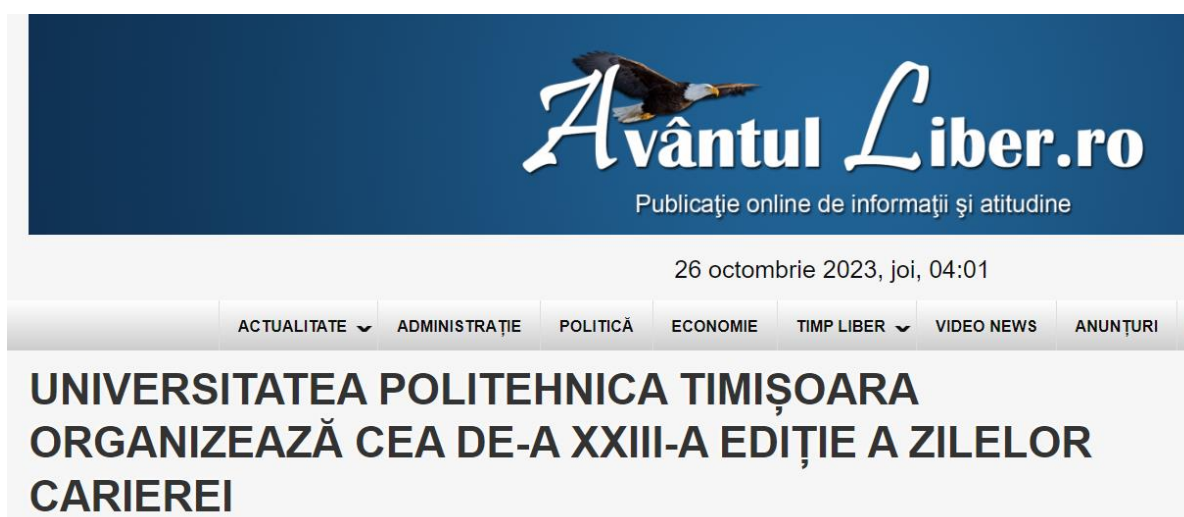 Avântul Liber.ro
Publicaţie online de informaţii şi atitudine
26 octombrie 2023, joi, 04:01
ACTUALITATE ADMINISTRAȚIE POLITICĂ ECONOMIE TIMP LIBER VIDEO NEWS ANUNȚURI
UNIVERSITATEA POLITEHNICA TIMIȘOARA
ORGANIZEAZĂ CEA DE-A XXIII-A EDIȚIE A ZILELOR
CARIEREI